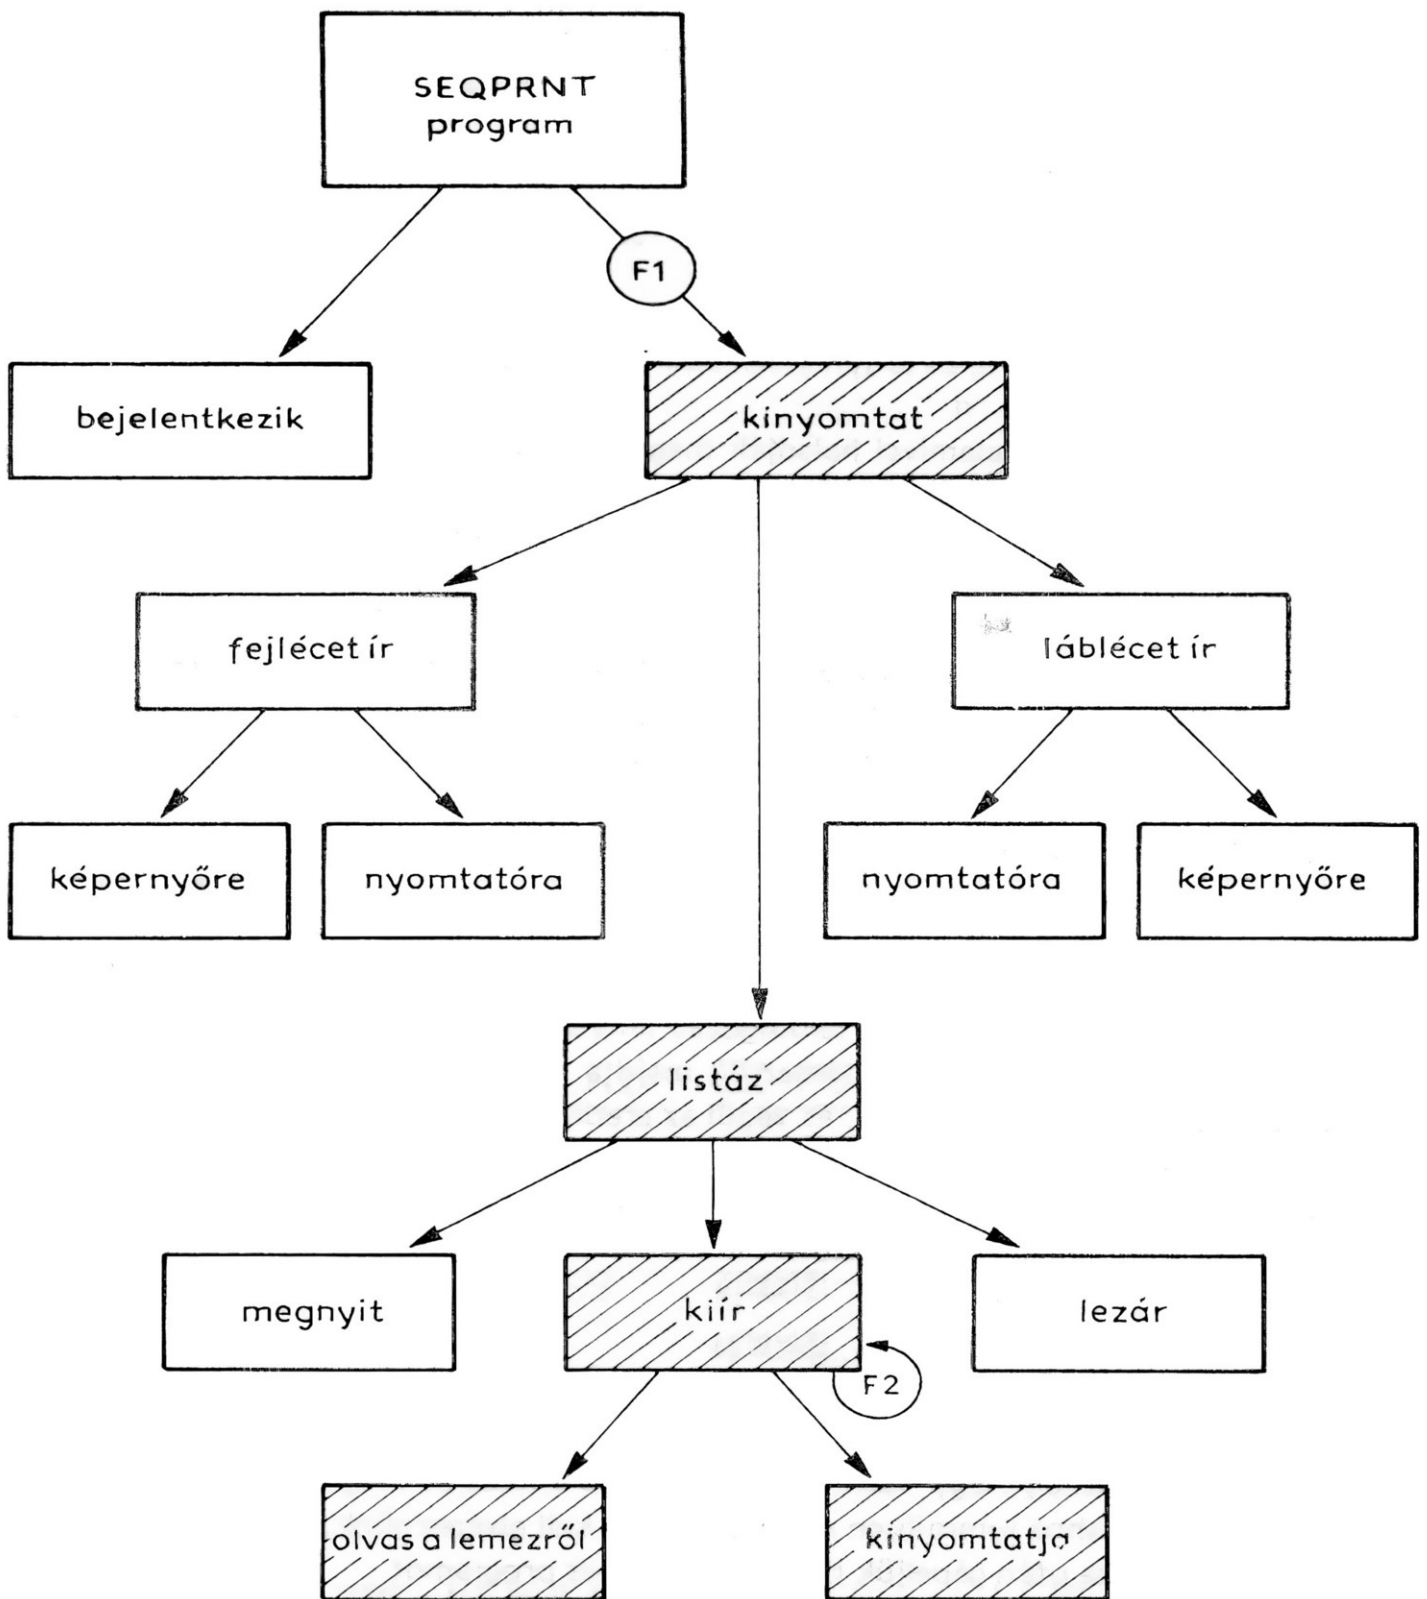 SEQPRNT
program
F1
bejelentkezik
kinyomtat
fejlécet ír
láblécet ír
képernyőre
nyomtatóra
nyomtatóra
képernyőre
listáz
megnyit
kiír
lezár
F2
olvas a lemezről
kinyomtatja